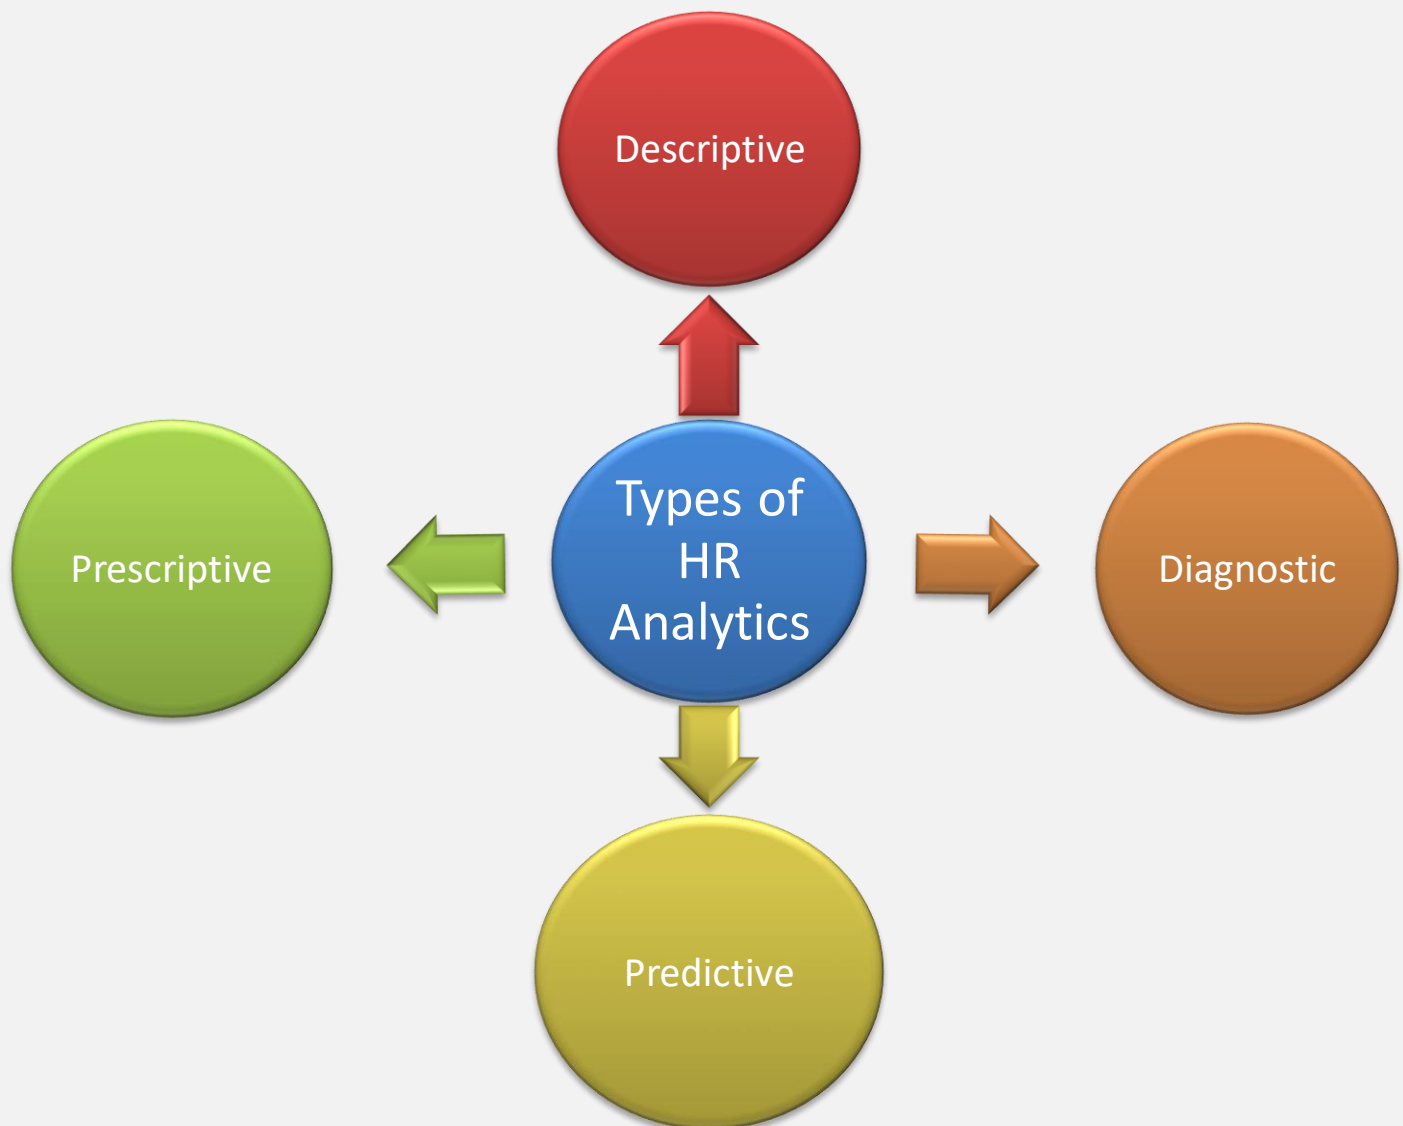 Descriptive
Types of
HR
Analytics
Prescriptive
Diagnostic
Predictive